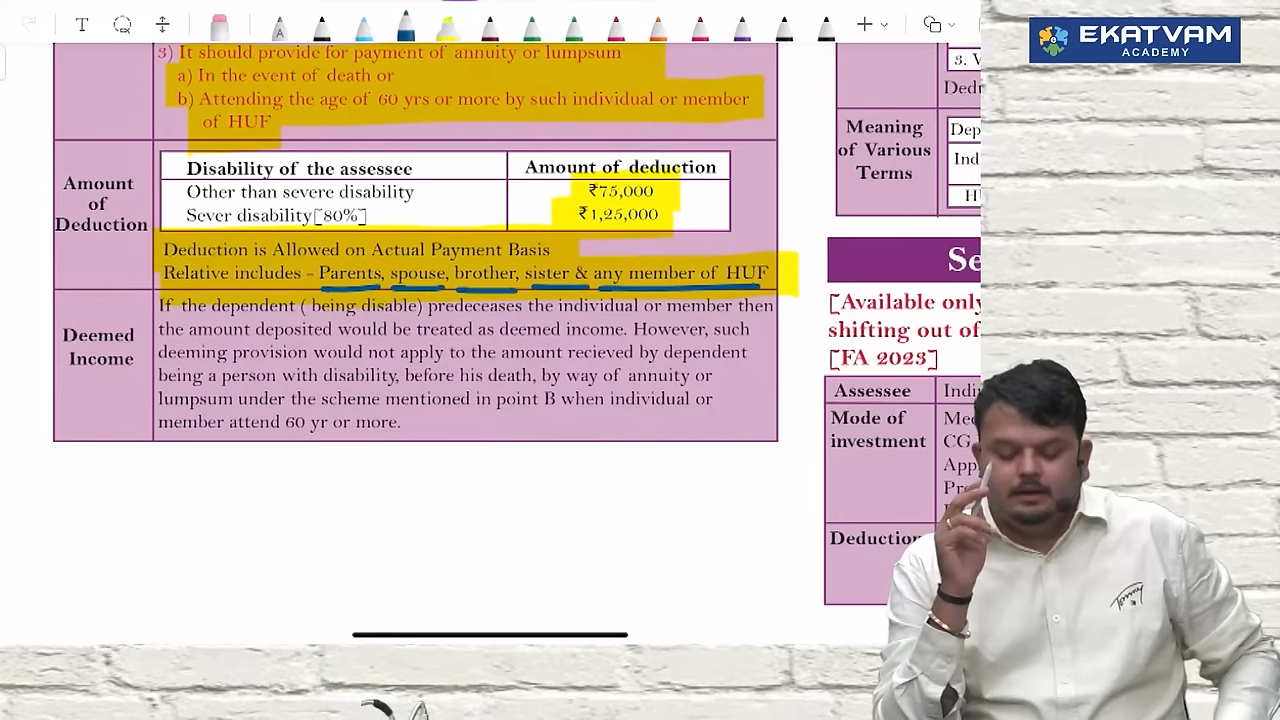 T
EKATVAM
ACADEMY
3) It should provide for payment of annuity or lumpsum
a) In the event of death or
b) Attending the age of 60 yrs or more by such individual or member
of HUF
Amount
of
Deduction
Disability of the assessee Amount of deduction
Other than severe disability ₹75,000
Sever disability[80%] ₹1,25,000
Deduction is Allowed on Actual Payment Basis
Relative includes - Parents, spouse, brother, sister & any member of HUF
Deemed
Income
If the dependent ( being disable) predeceases the individual or member then
the amount deposited would be treated as deemed income. However, such
deeming provision would not apply to the amount recieved by dependent
being a person with disability, before his death, by way of annuity or
lumpsum under the scheme mentioned in point B when individual or
member attend 60 yr or more.
3.
Meaning
of Various
Terms
[Available only
shifting out of
[FA 2023]
Assessee
Mode of
investment
CG
Deduction